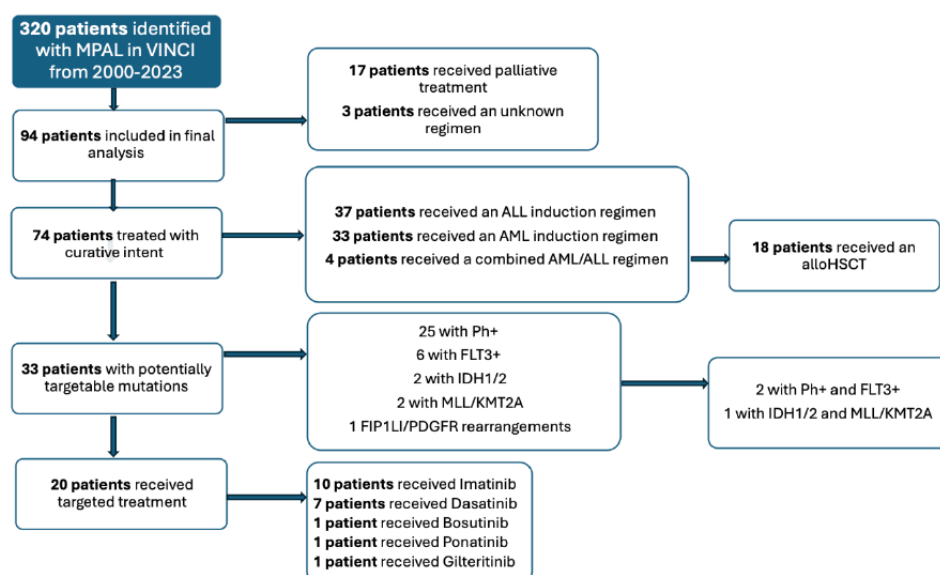 320 patients identified
with MPAL in VINCI
from 2000-2023
17 patients received palliative
treatment
3 patients received an unknown
regimen
94 patients included in final
analysis
37 patients received an ALL induction regimen
33 patients received an AML induction regimen
4 patients received a combined AML/ALL regimen
74 patients treated with
curative intent
18 patients received an
alloHSCT
25 with Ph+
6 with FLT3+
2 with IDH1/2
2 with MLL/KMT2A
1 FIP1LI/PDGFR rearrangements
33 patients with potentially
targetable mutations
2 with Ph+ and FLT3+
1 with IDH1/2 and MLL/KMT2A
20 patients received
targeted treatment
10 patients received Imatinib
7 patients received Dasatinib
1 patient received Bosutinib
1 patient received Ponatinib
1 patient received Gilteritinib